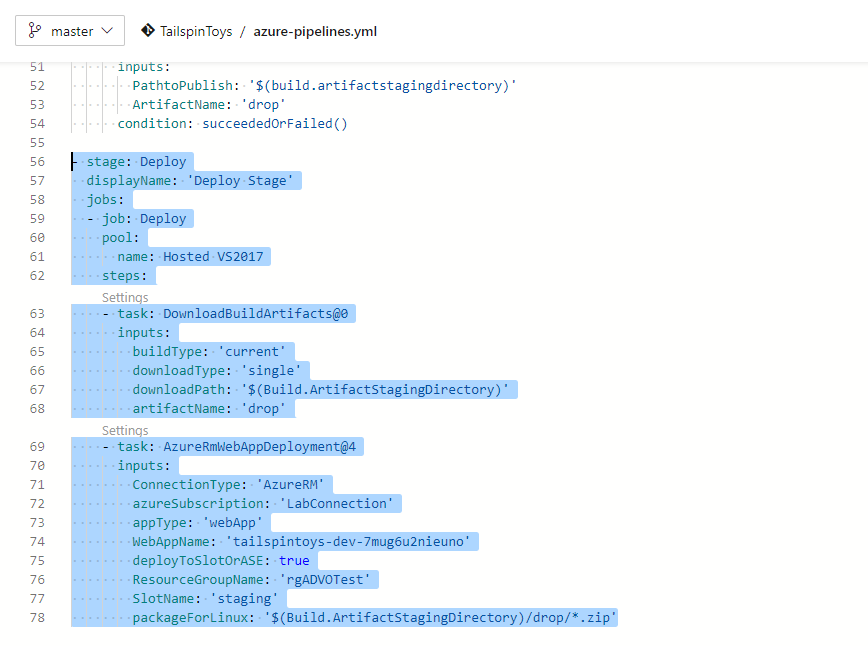 master TailspinToys / azure-pipelines.yml
51 inputs:
52 PathtoPublish: '$(build.artifactstagingdirectory)'
53 ArtifactName: 'drop'
54 condition: succeededOrFailed()
55
56 - stage: Deploy
57 displayName: 'Deploy Stage'
58 jobs:
59 - job: Deploy
60 pool:
61 name: Hosted VS2017
62 steps:
Settings
63 - task: DownloadBuildArtifacts@0
64 inputs:
65 buildType: 'current'
66 downloadType: 'single'
67 downloadPath: '$(Build.ArtifactStagingDirectory)'
68 artifactName: 'drop'
Settings
69 - task: AzureRmWebAppDeployment@4
70 inputs:
71 ConnectionType: 'AzureRM'
72 azureSubscription: 'LabConnection'
73 appType: 'webApp'
74 WebAppName: 'tailspintoys-dev-7mug6u2nieuno'
75 deployToSlotOrASE: true
76 ResourceGroupName: 'rgADVOTest'
77 SlotName: 'staging'
78 packageForLinux: '$(Build.ArtifactStagingDirectory)/drop/*.zip'